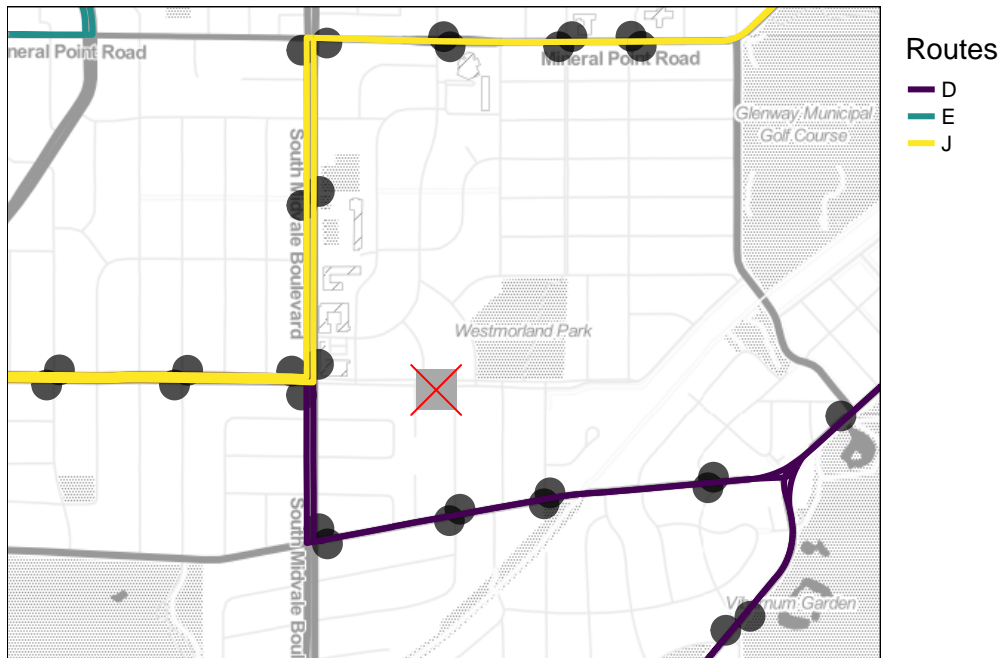 neral Point Road
Mineral Point Road
Glenway Municipal
Golf Course
South Midvale Boulevard
Westmorland Park
South Midvale Boul
Viburnum Garden
Routes
D
E
J